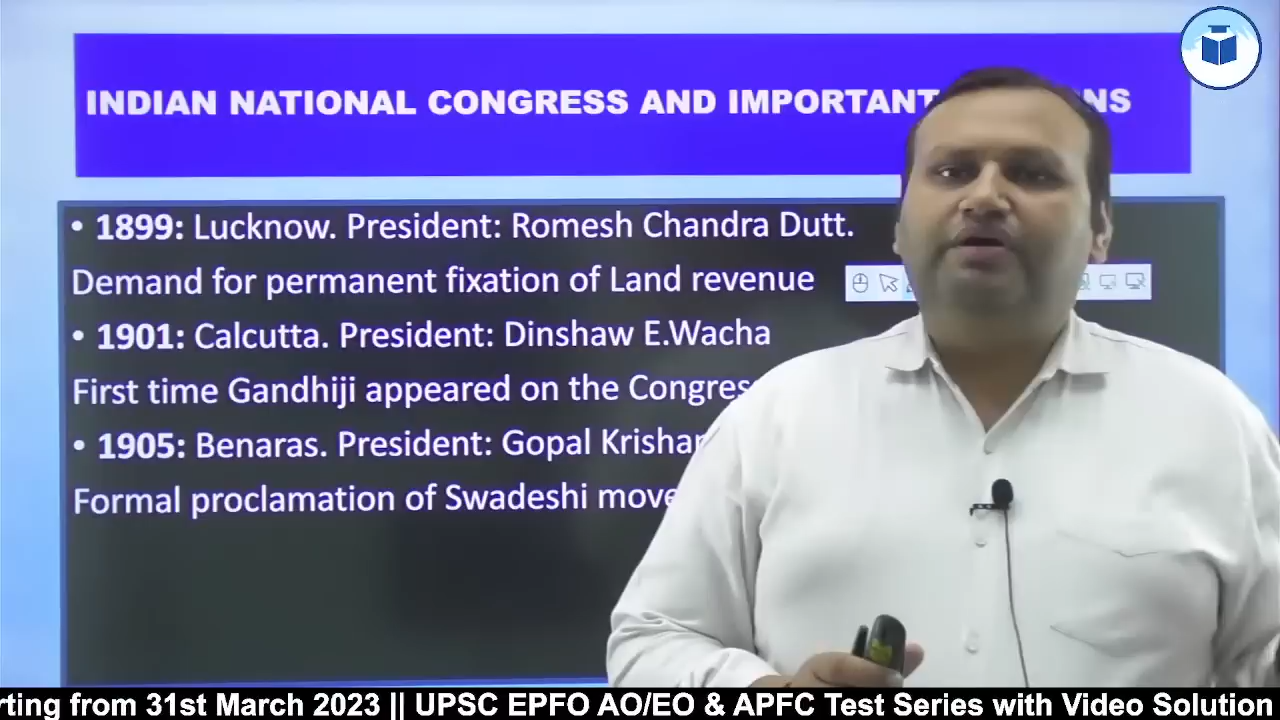 INDIAN NATIONAL CONGRESS AND IMPORTANT
• 1899: Lucknow. President: Romesh Chandra Dutt.
Demand for permanent fixation of Land revenue
• 1901: Calcutta. President: Dinshaw E.Wacha
First time Gandhiji appeared on the
• 1905: Benaras. President: Gopal
Formal proclamation of Swadeshi
from 31st March 2023 || UPSC EPFO AO/EO & APFC Test Series with Video Solution